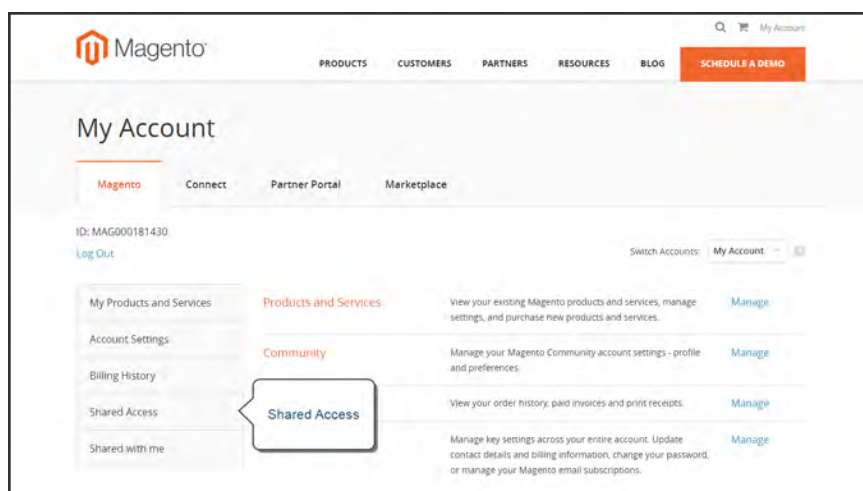 My Account
Magento
PRODUCTS CUSTOMERS PARTNERS RESOURCES BLOG SCHEDULE A DEMO
My Account
Magento Connect Partner Portal Marketplace
ID: MAG000181430
Log Out
Switch Accounts: My Account
My Products and Services
Account Settings
Billing History
Shared Access
Shared with me
Shared Access
Products and Services
View your existing Magento products and services, manage
settings, and purchase new products and services.
Manage
Community
Manage your Magento Community account settings - profile
and preferences.
Manage
View your order history, paid invoices and print receipts.
Manage
Manage key settings across your entire account. Update
contact details and billing information, change your password,
or manage your Magento email subscriptions.
Manage